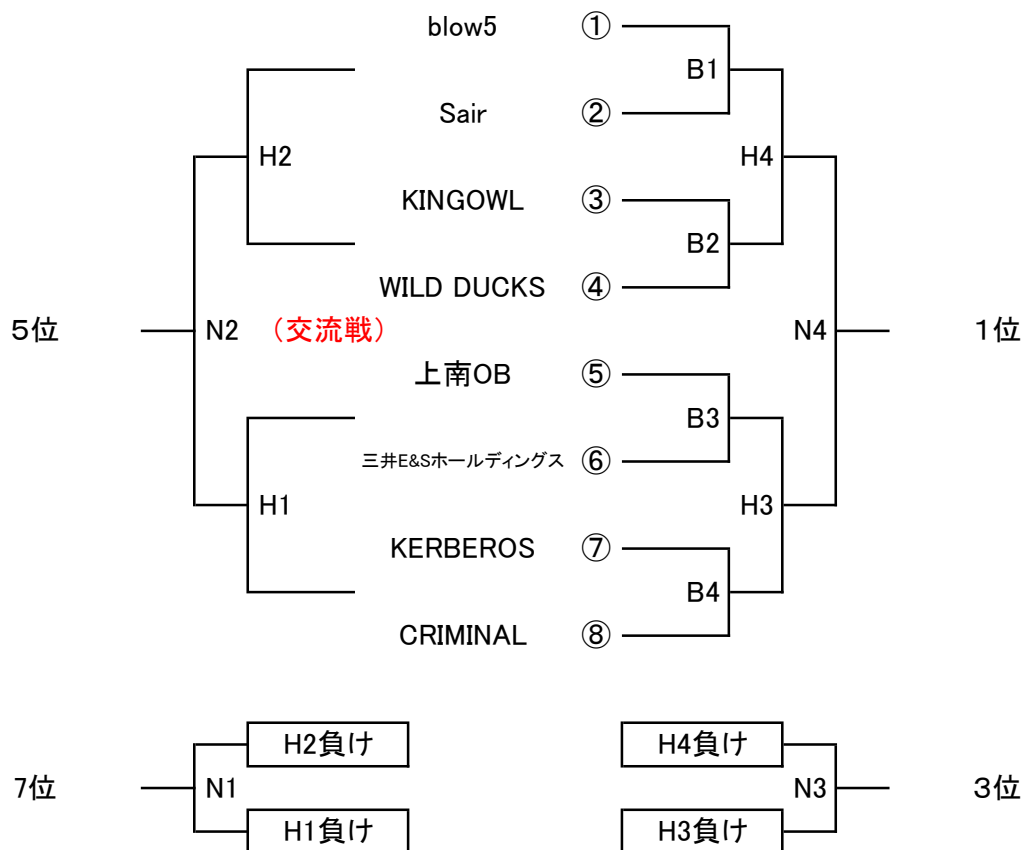 blow5 ①
B1
Sair ②
H2
H4
KINGOWL ③
B2
WILD DUCKS ④
5位
N2 (交流戦)
N4
1位
上南OB ⑤
B3
三井E&Sホールディングス ⑥
H1
H3
KERBEROS ⑦
B4
CRIMINAL ⑧
H2負け
H4負け
7位
N1
N3
3位
H1負け
H3負け